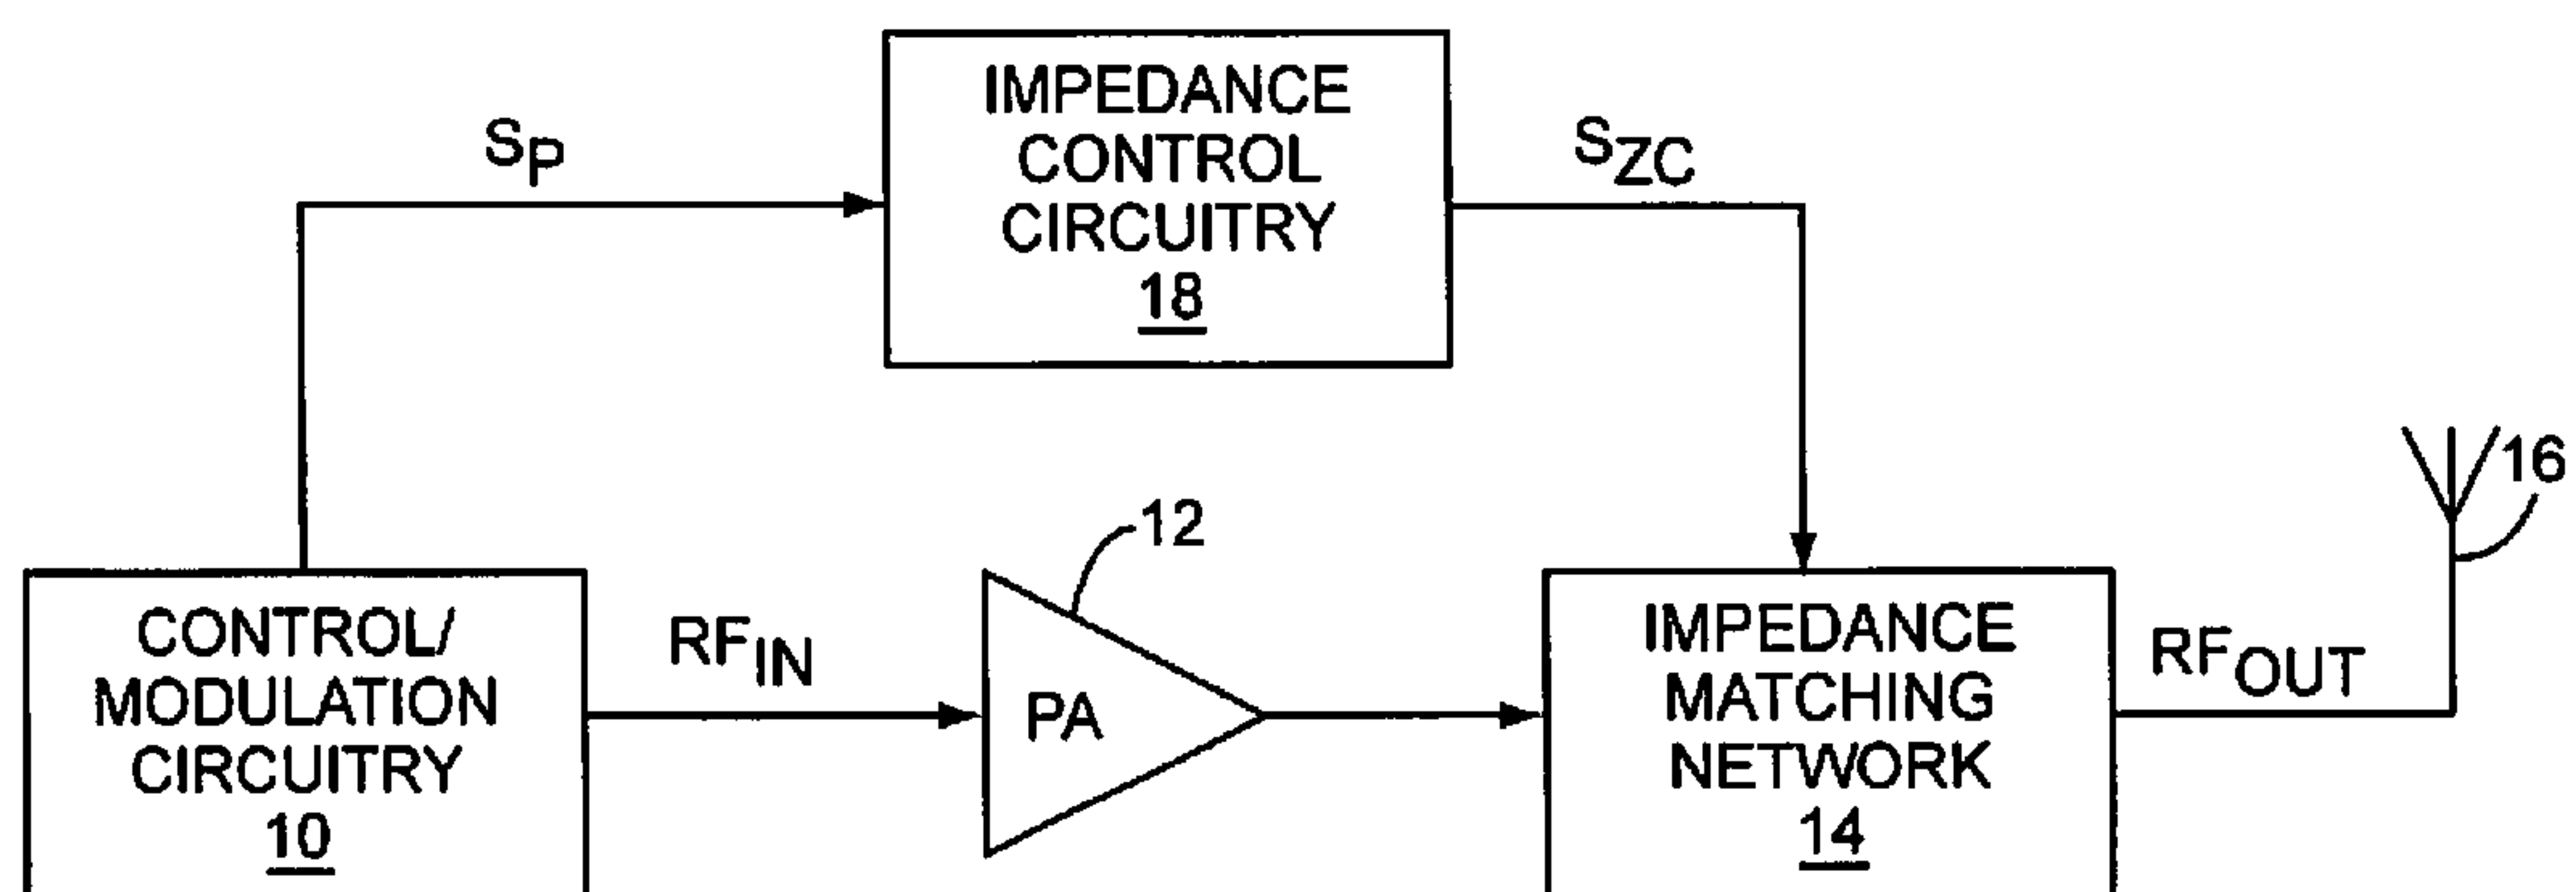 IMPEDANCE
CONTROL
CIRCUITRY
18
SP
SZC
16
12
CONTROL/
MODULATION
CIRCUITRY
10
RFIN
PA
IMPEDANCE
MATCHING
NETWORK
14
RFOUT